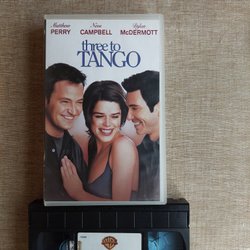 Matthew Neve Dylan
PERRY CAMPBELL McDERMOTT
three to
TANGO